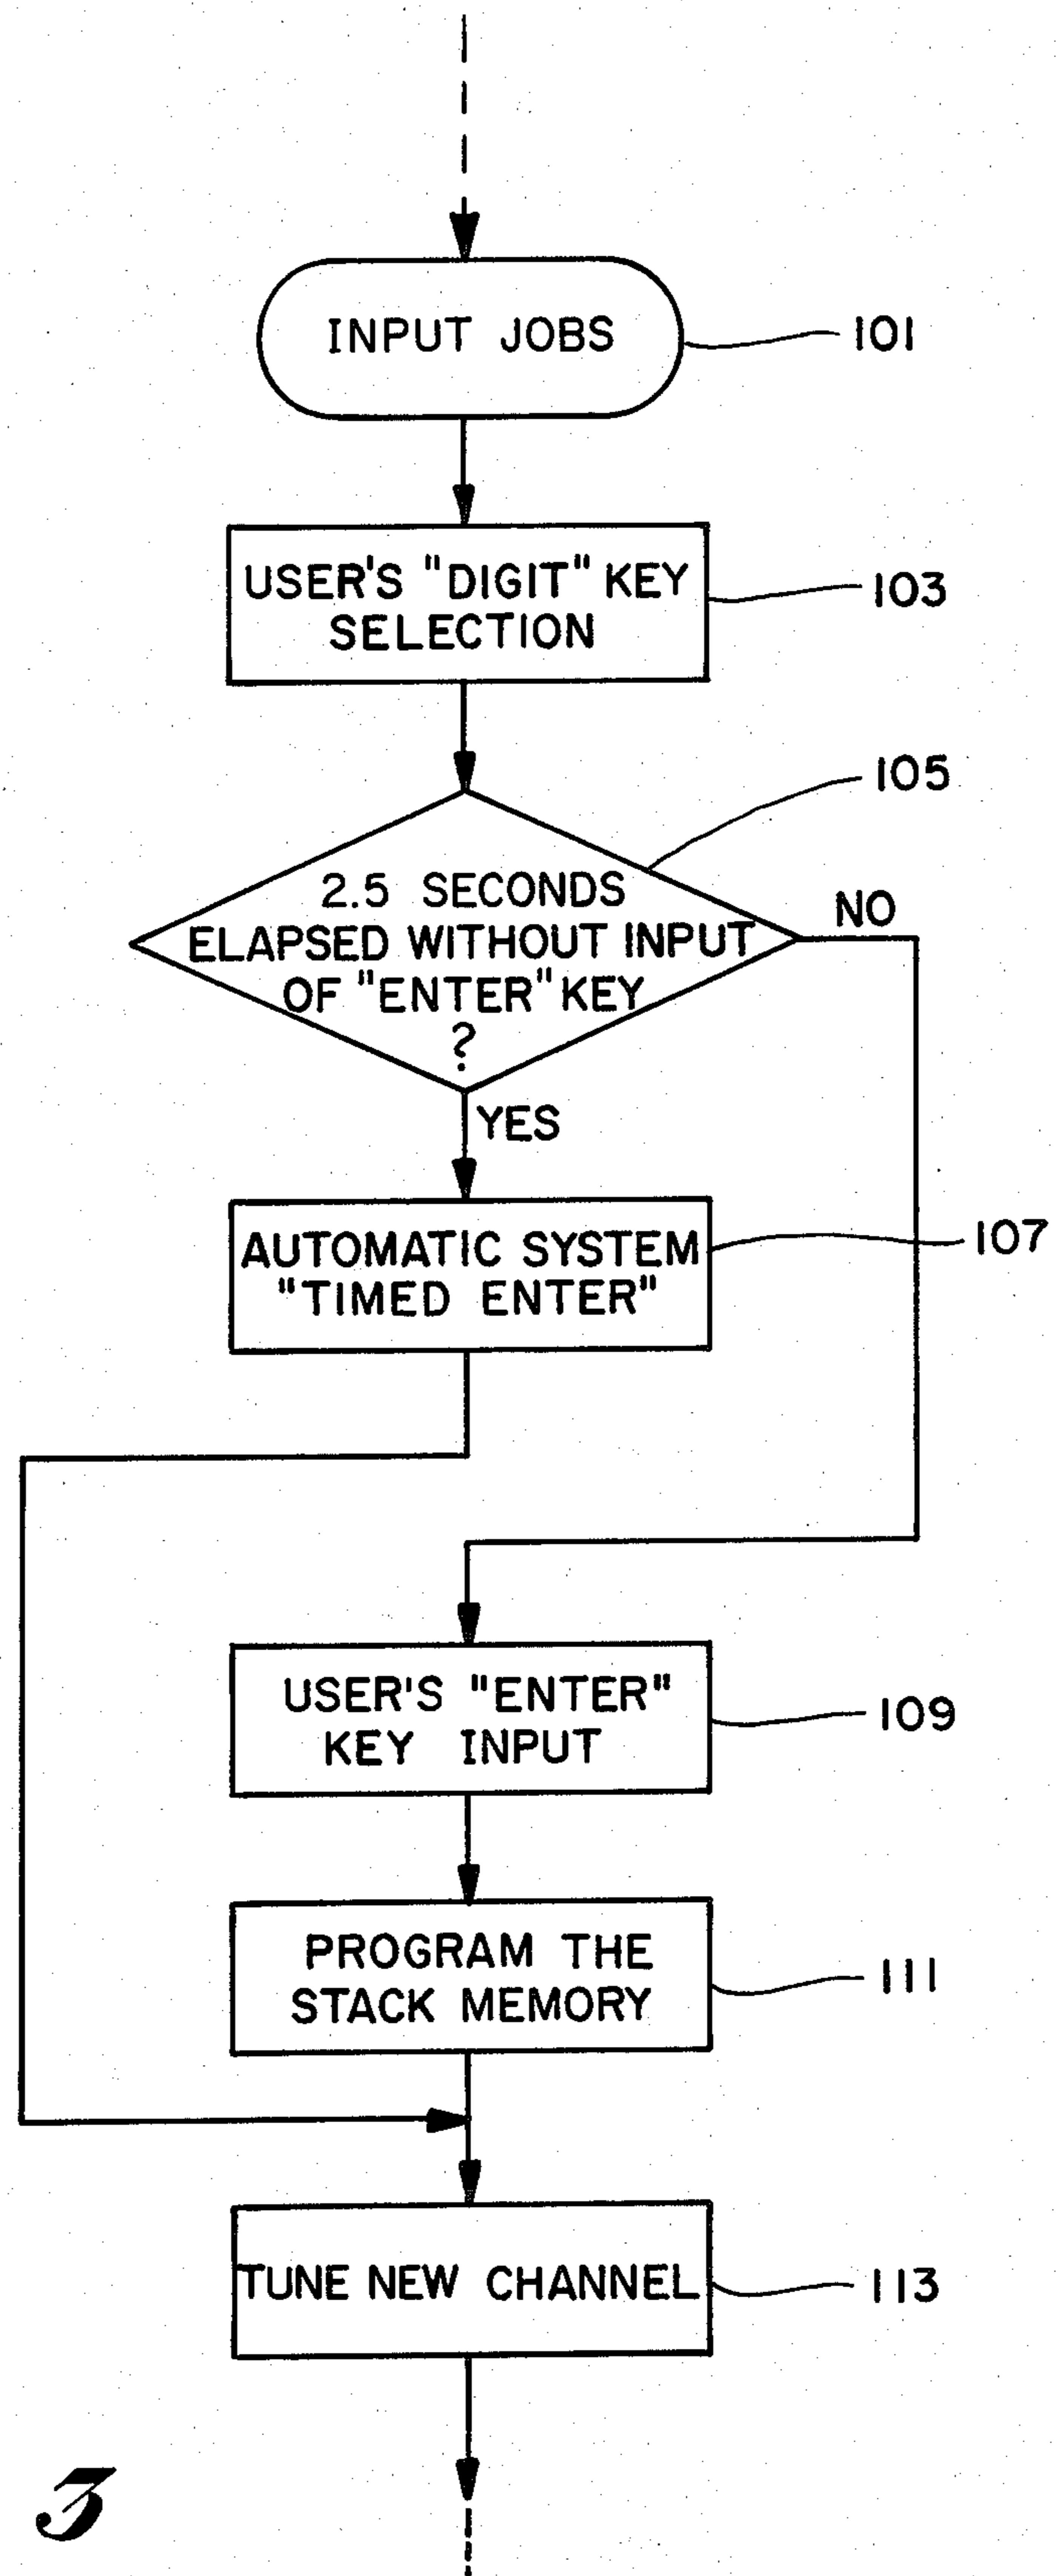 INPUT JOBS
101
USER'S "DIGIT" KEY
SELECTION
103
105
2.5 SECONDS
ELAPSED WITHOUT INPUT
OF "ENTER" KEY
?
NO
YES
AUTOMATIC SYSTEM
"TIMED ENTER"
107
USER'S "ENTER"
KEY INPUT
109
PROGRAM THE
STACK MEMORY
111
TUNE NEW CHANNEL
113
3